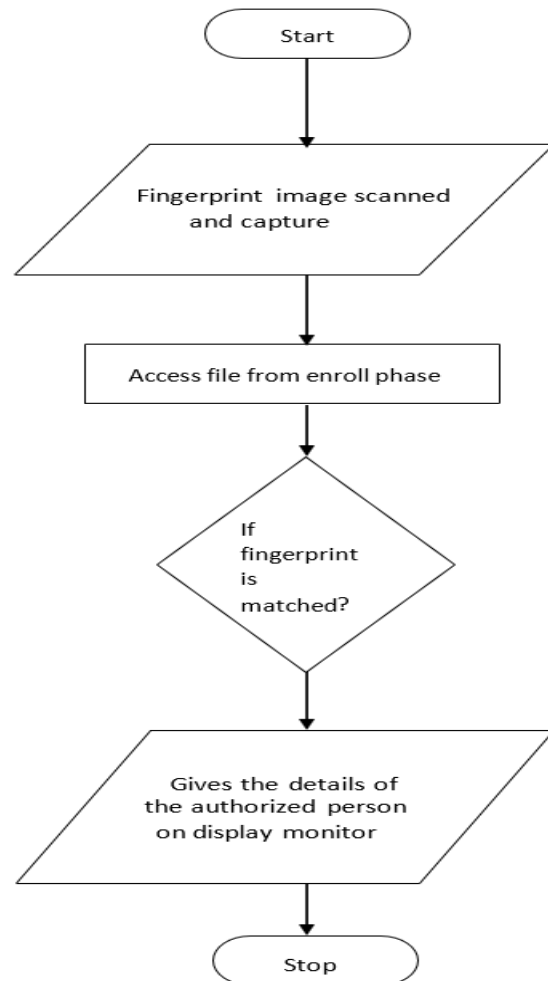 Start
Fingerprint image scanned
and capture
Access file from enroll phase
If
fingerprint
is
matched?
Gives the details of
the authorized person
on display monitor
Stop